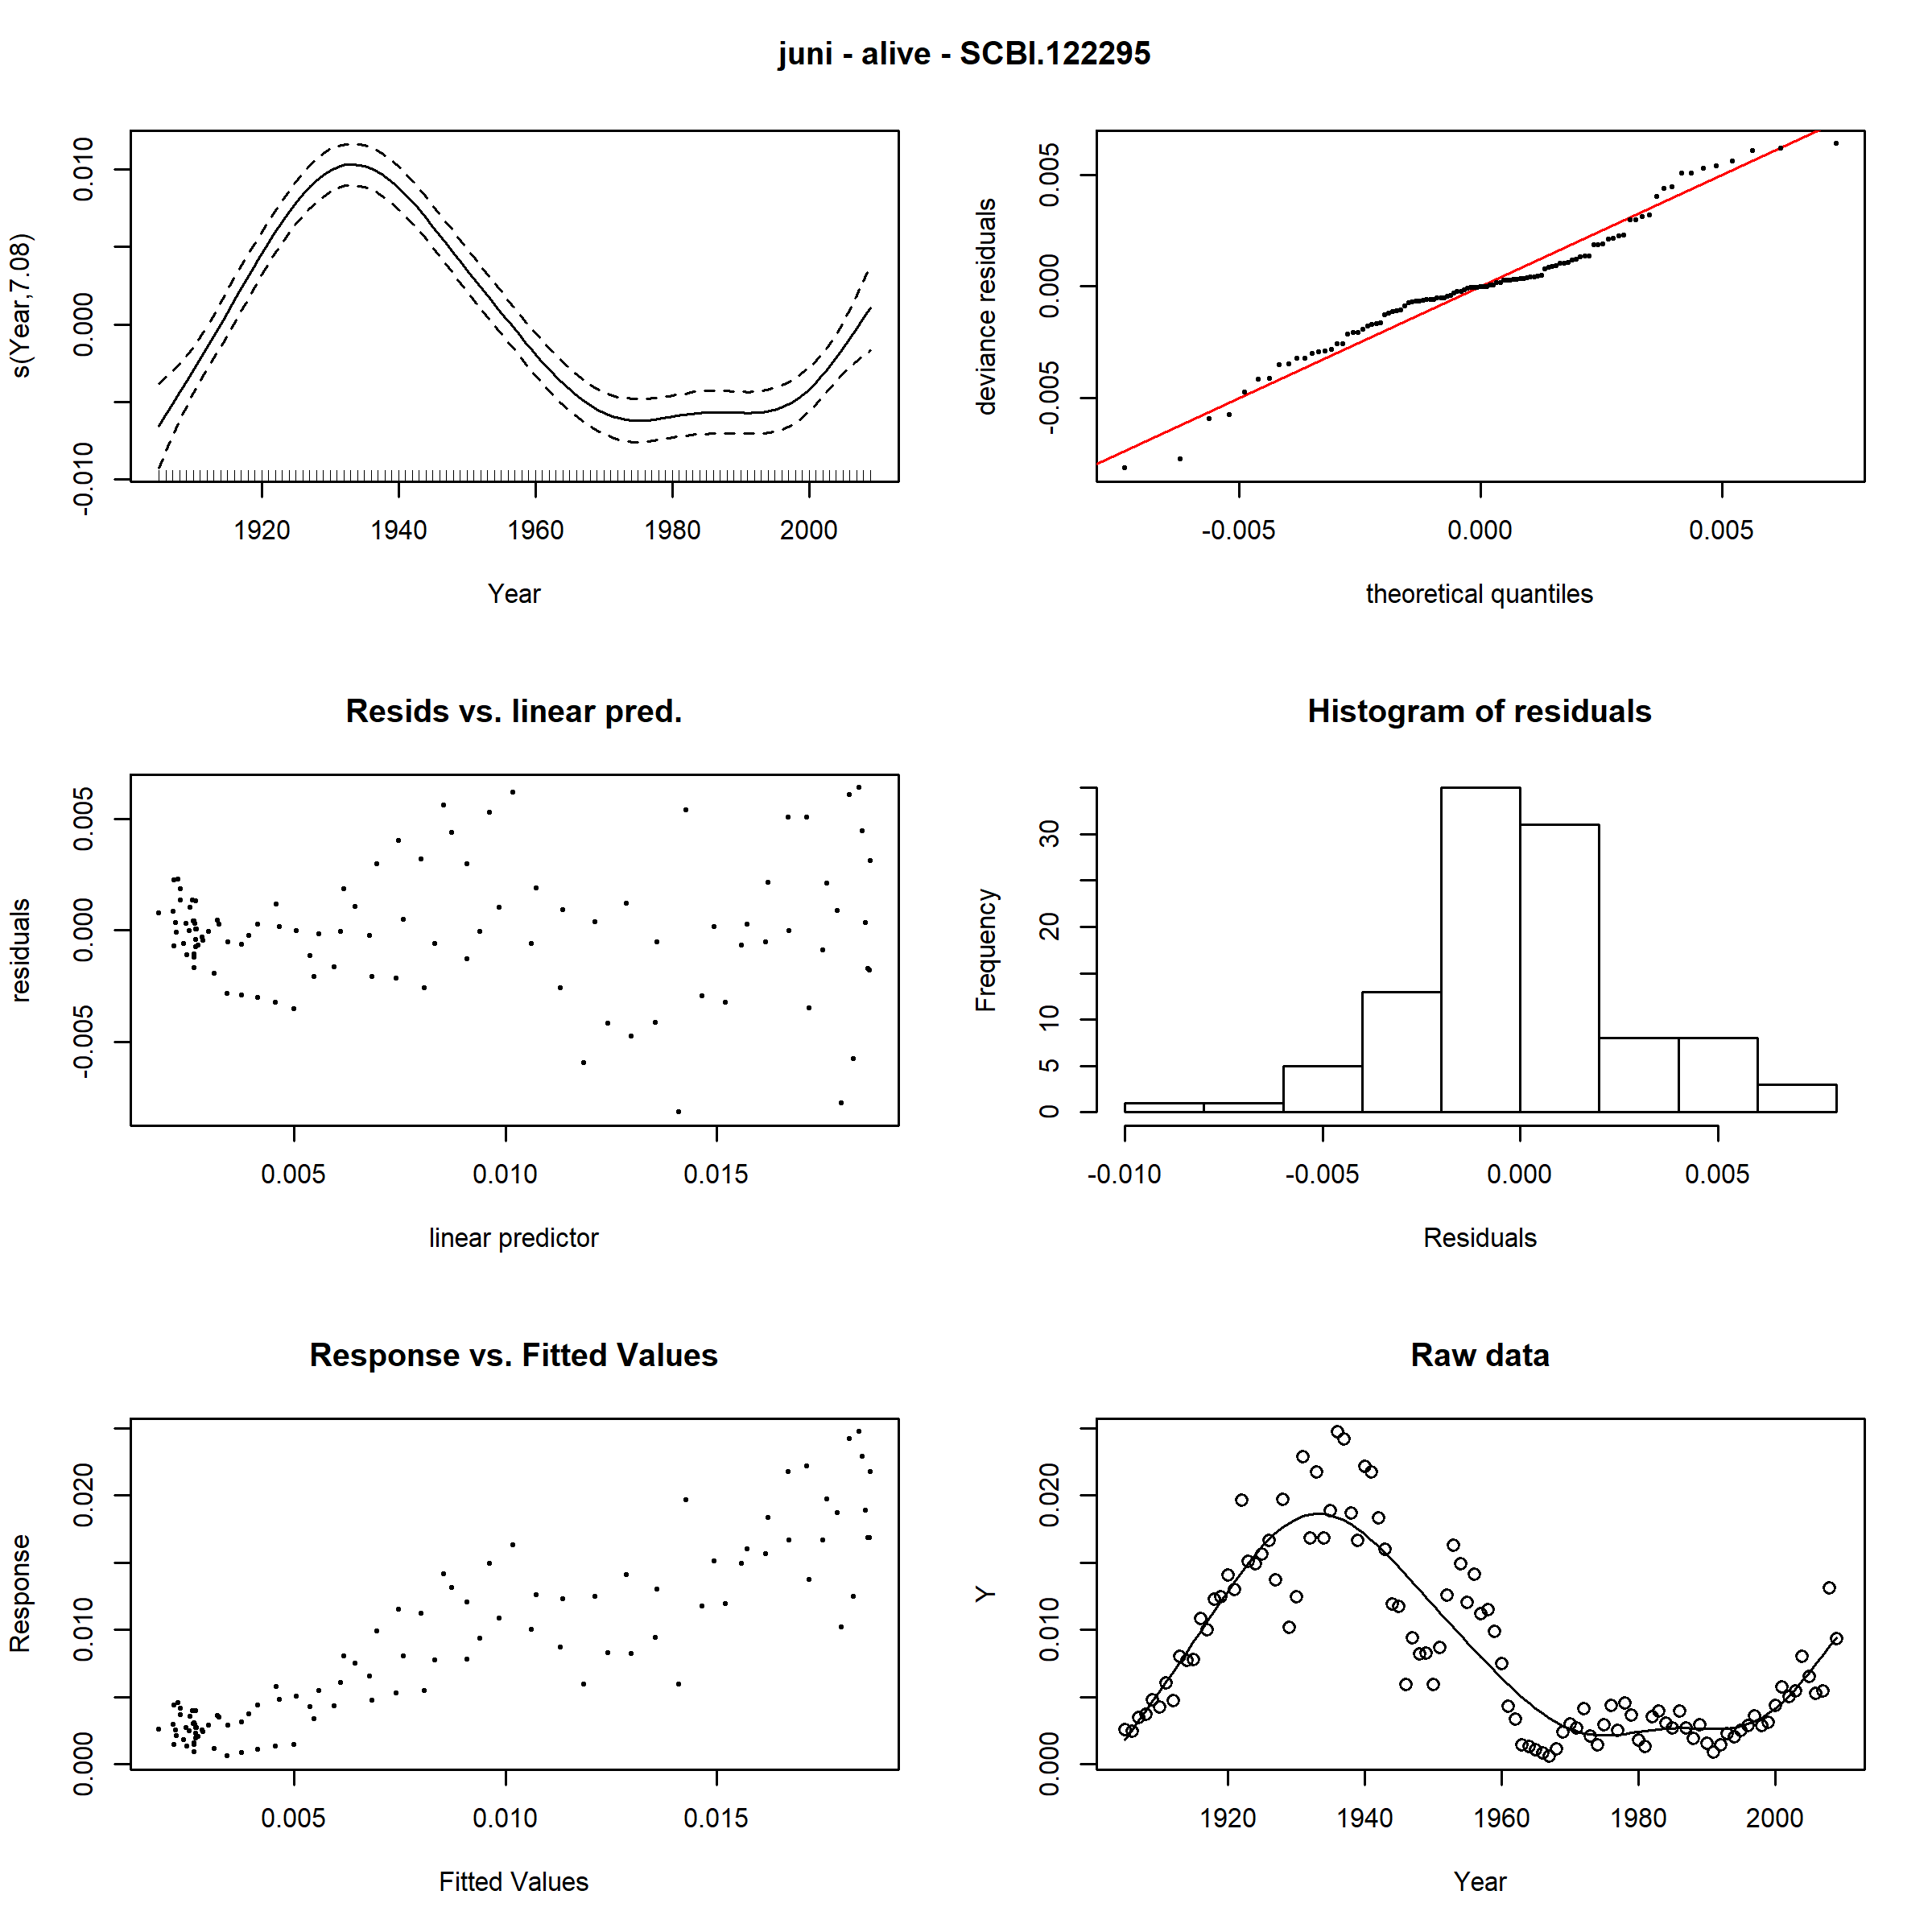 juni - alive - SCBI.122295
s(Year,7.08)
-0.010 0.000 0.010
1920 1940 1960 1980 2000
Year
deviance residuals
-0.005 0.000 0.005
-0.005 0.000 0.005
theoretical quantiles
Resids vs. linear pred.
residuals
-0.005 0.000 0.005
0.005 0.010 0.015
linear predictor
Histogram of residuals
Frequency
0 5 10 20 30
-0.010 -0.005 0.000 0.005
Residuals
Response vs. Fitted Values
Response
0.000 0.010 0.020
0.005 0.010 0.015
Fitted Values
Raw data
Y
0.000 0.010 0.020
1920 1940 1960 1980 2000
Year